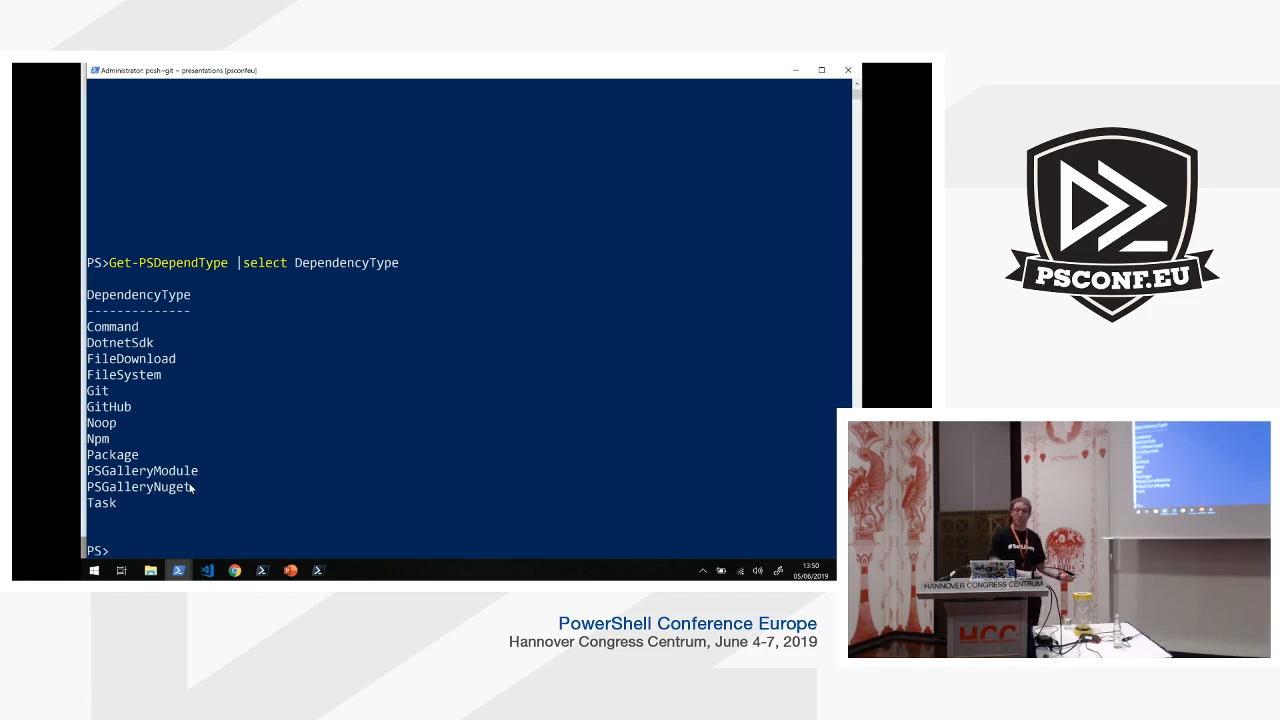 Administrator: posh~git ~ presentations [psconfeu]
PS>Get-PSDependType |select DependencyType
DependencyType
--------------
Command
DotnetSdk
FileDownload
FileSystem
Git
GitHub
Noop
Npm
Package
PSGalleryModule
PSGalleryNuget
Task
PS>
13:50
05/06/2019
PSCONF.EU
HANNOVER CONGRESS CENTRUM
HCC
PowerShell Conference Europe
Hannover Congress Centrum, June 4-7, 2019